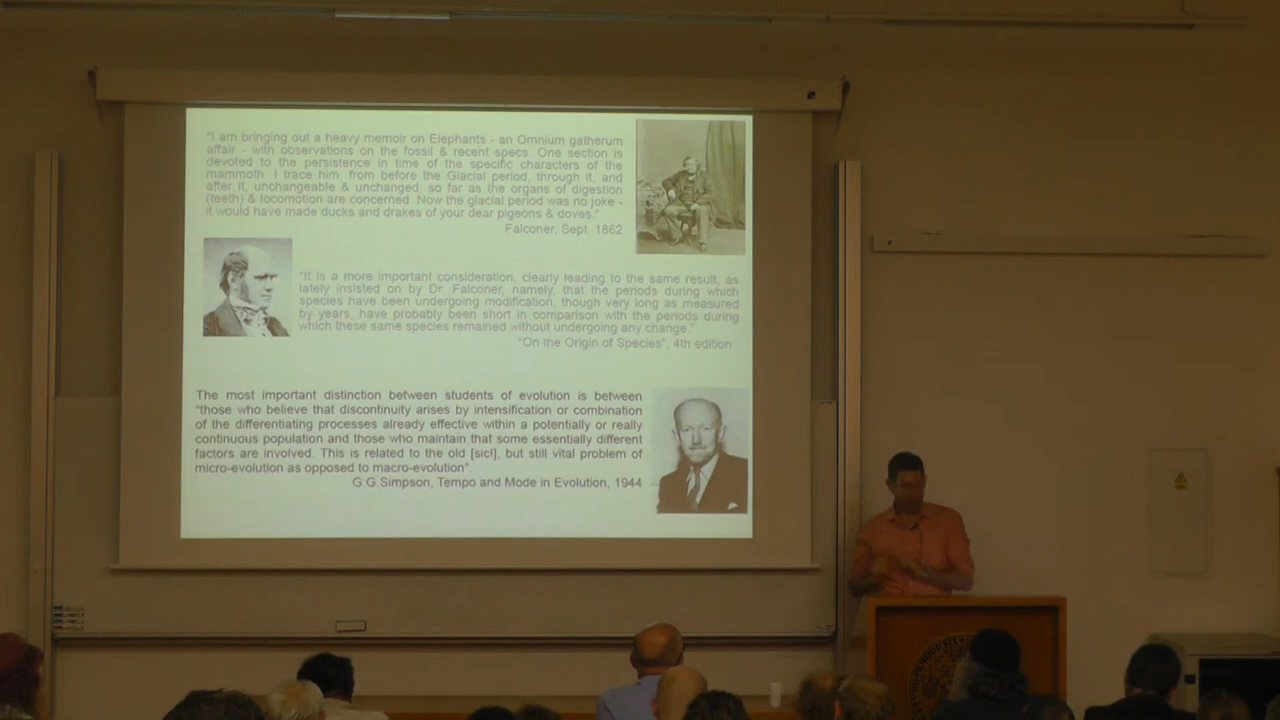 "I am bringing out a heavy memoir on Elephants - an Omnium gatherum
affair - with observations on the fossil & recent specs. One section is
devoted to the persistence in time of the specific characters of the
mammoth. I trace him, from before the Glacial period, through it, and
after it, unchangeable & unchanged, so far as the organs of digestion
(teeth) & locomotion are concerned. Now the glacial period was no joke -
it would have made ducks and drakes of your dear pigeons & doves "
Falconer, Sept. 1862
"It is a more important consideration, clearly leading to the same result, as
lately insisted on by Dr. Falconer, namely, that the periods during which
species have been undergoing modification, though very long as measured
by years, have probably been short in comparison with the periods during
which these same species remained without undergoing any change."
"On the Origin of Species", 4th edition
The most important distinction between students of evolution is between
"those who believe that discontinuity arises by intensification or combination
of the differentiating processes already effective within a potentially or really
continuous population and those who maintain that some essentially different
factors are involved. This is related to the old [sic!], but still vital problem of
micro-evolution as opposed to macro-evolution".
G.G.Simpson, Tempo and Mode in Evolution, 1944